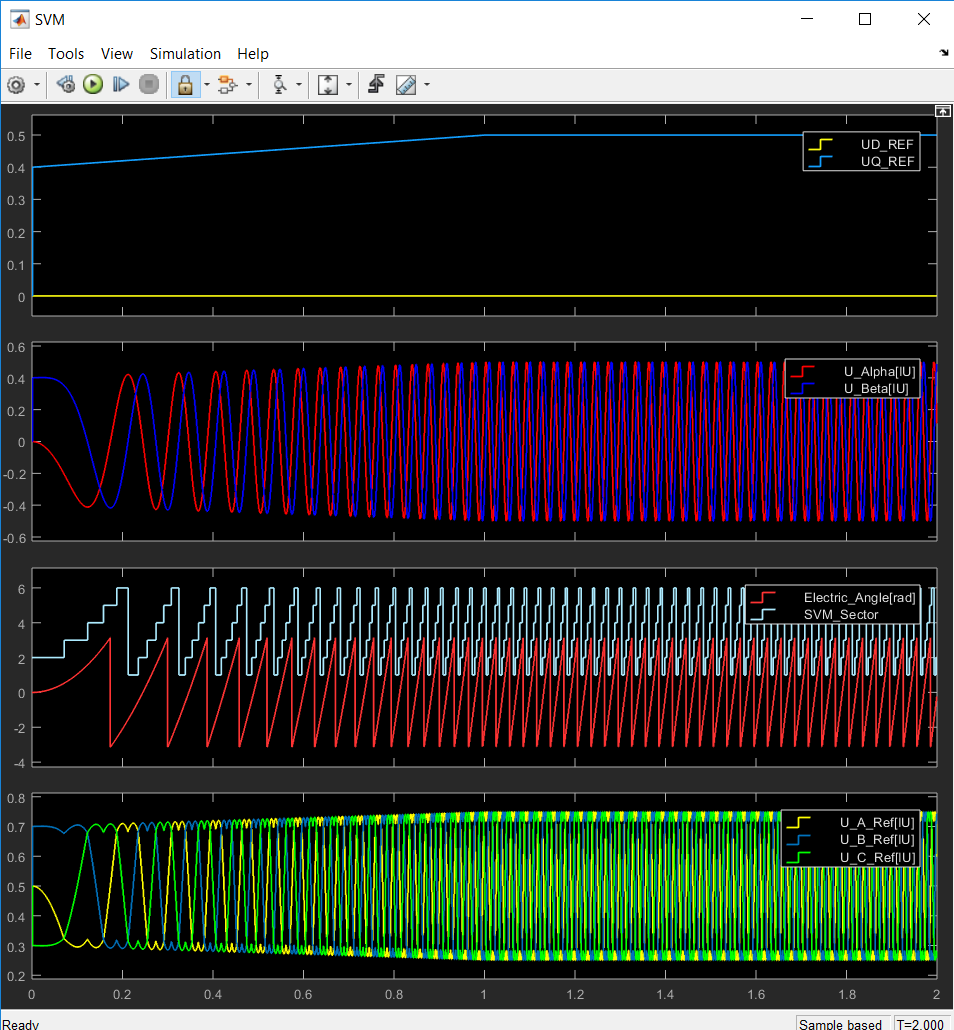 SVM
File Tools View Simulation Help
0.5
0.4
0.3
0.2
0.1
0
UD_REF
UQ_REF
0.6
0.4
0.2
0
-0.2
-0.4
-0.6
U_Alpha[IU]
U_Beta[IU]
6
4
2
0
-2
-4
Electric_Angle[rad]
SVM_Sector
0.8
0.7
0.6
0.5
0.4
0.3
0.2
U_A_Ref[IU]
U_B_Ref[IU]
U_C_Ref[IU]
0 0.2 0.4 0.6 0.8 1 1.2 1.4 1.6 1.8 2
Ready
Sample based T=2.000